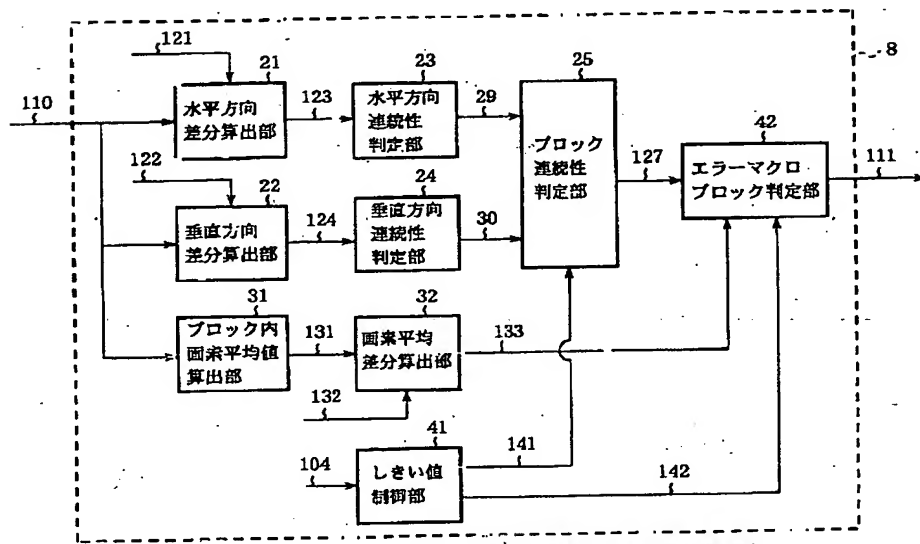 121
8
21
23
25
110
水平方向
差分算出部
123
水平方向
連続性
判定部
29
ブロック
連続性
判定部
42
122
127
エラーマクロ
ブロック判定部
111
22
24
垂直方向
差分算出部
124
垂直方向
連続性
判定部
30
31
32
ブロック内
画素平均値
算出部
131
画素平均
差分算出部
133
132
41
104
しきい値
制御部
141
142